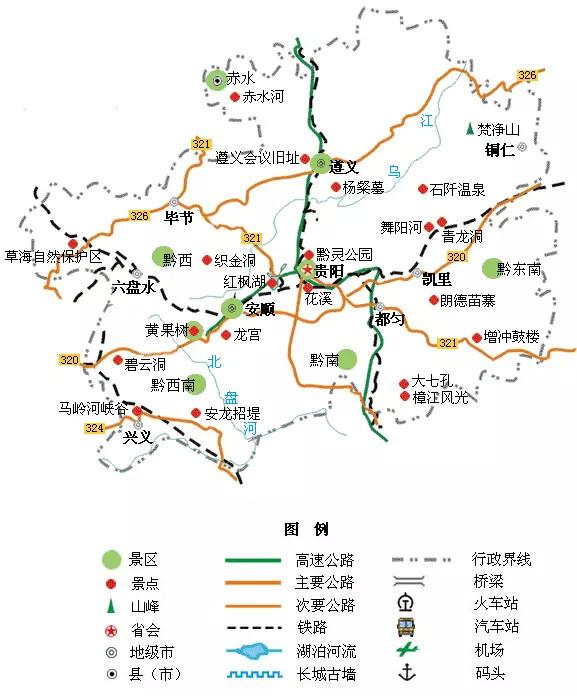 赤水
赤水河
326
321
江
乌
梵净山
铜仁
遵义会议旧址
遵义
杨粲墓
石阡温泉
毕节
326
舞阳河
青龙洞
321
320
草海自然保护区
黔西
织金洞
黔灵公园
贵阳
黔东南
六盘水
红枫湖
凯里
花溪
朗德苗寨
安顺
都匀
黄果树
龙宫
增冲鼓楼
321
320
碧云洞
北
黔南
黔西南
盘
大七孔
樟江风光
马岭河峡谷
安龙招堤
河
324
兴义
图 例
景区
高速公路
行政界线
景点
主要公路
桥梁
山峰
次要公路
火车站
省会
铁路
汽车站
地级市
湖泊河流
机场
县（市）
长城古墙
码头